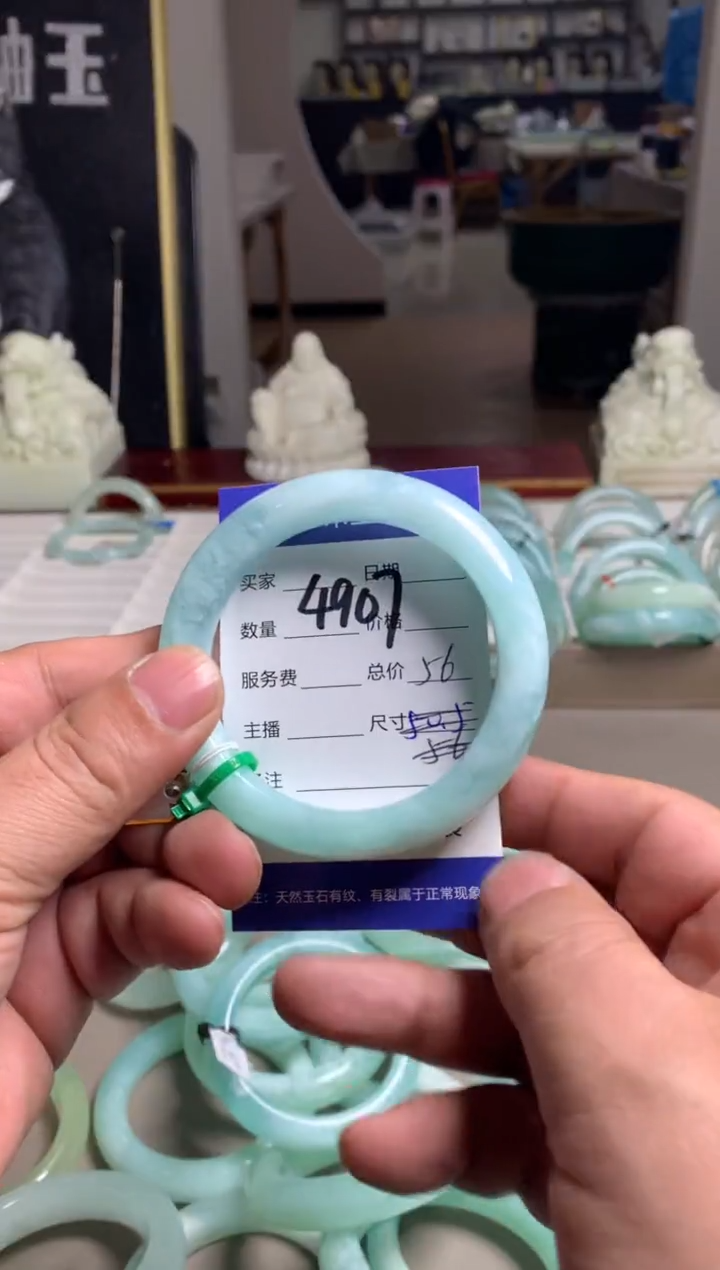 玉
买家 日期
4907
数量 价格
服务费 总价 56
主播 尺寸 50.5
56
注
注：天然玉石有纹、有裂属于正常现象